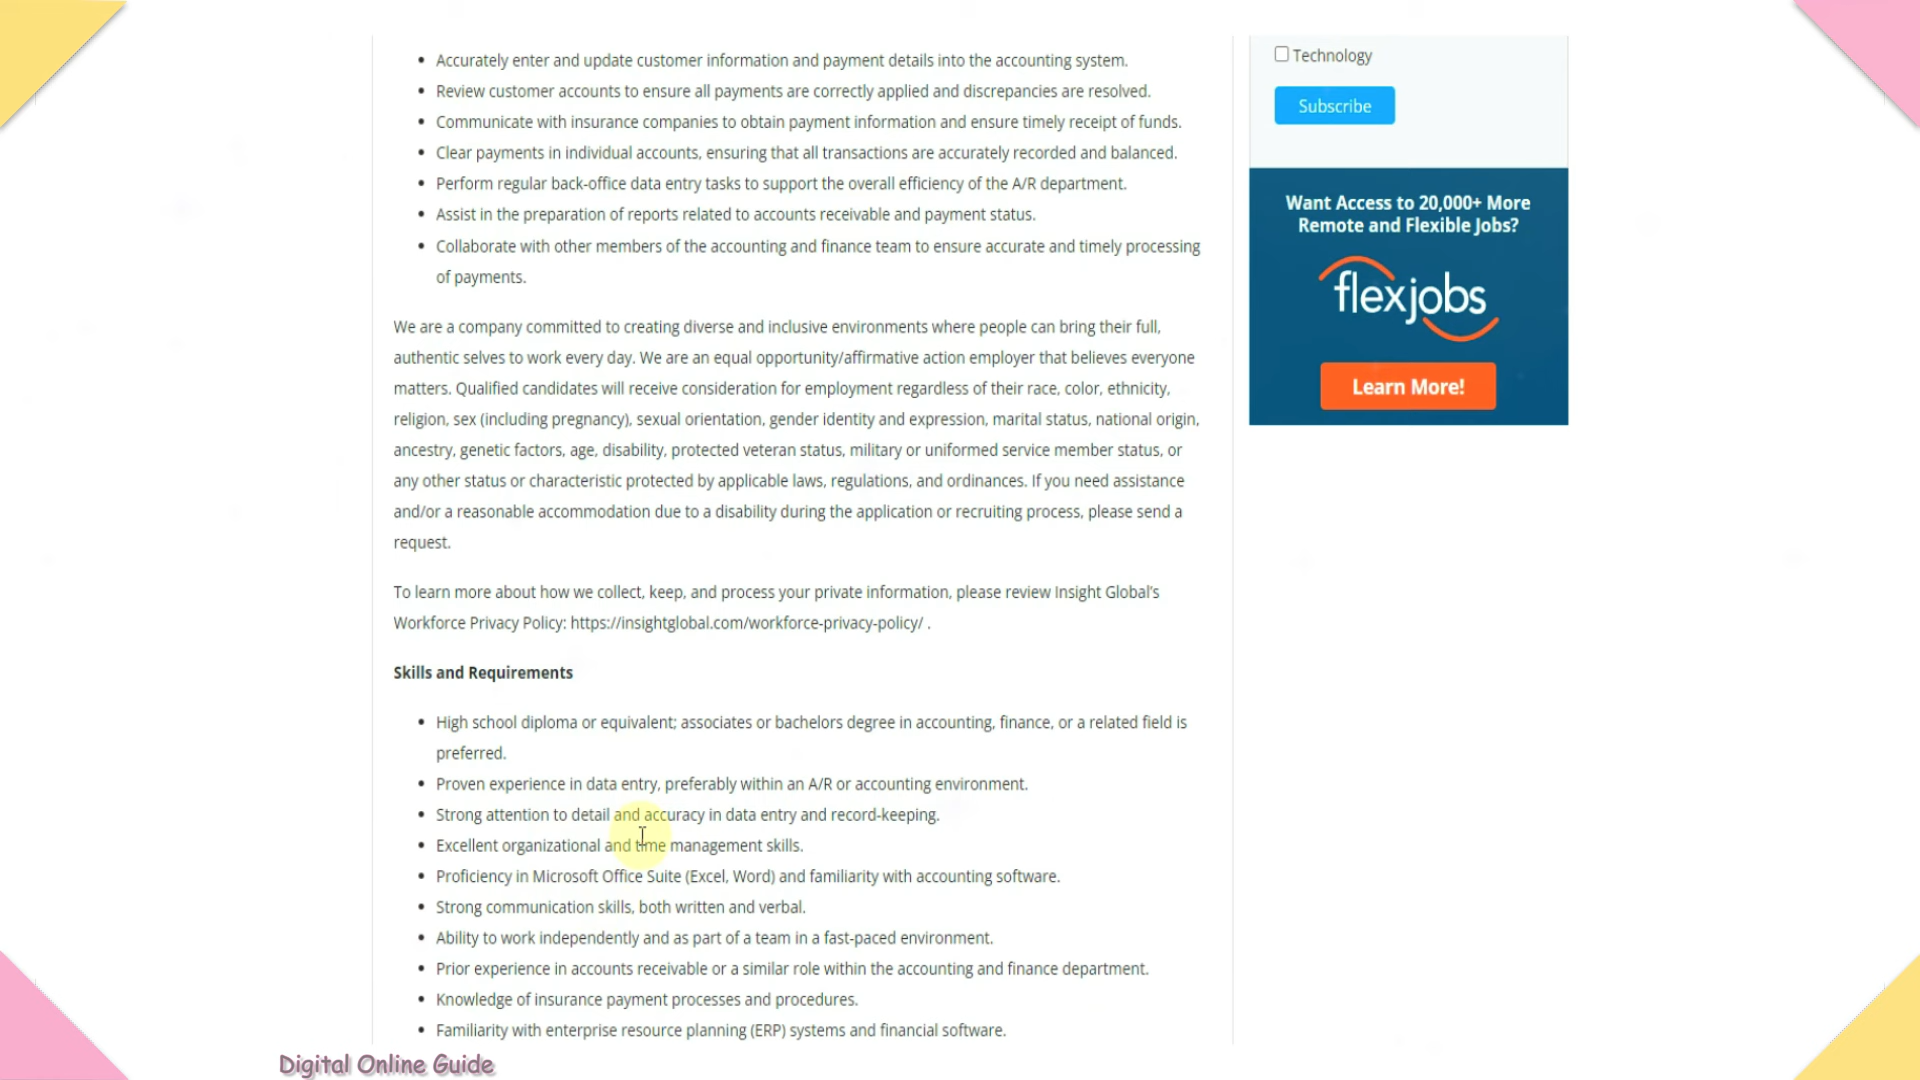 Accurately enter and update customer information and payment details into the accounting system.
Review customer accounts to ensure all payments are correctly applied and discrepancies are resolved.
Communicate with insurance companies to obtain payment information and ensure timely receipt of funds.
Clear payments in individual accounts, ensuring that all transactions are accurately recorded and balanced.
Perform regular back-office data entry tasks to support the overall efficiency of the A/R department.
Assist in the preparation of reports related to accounts receivable and payment status.
Collaborate with other members of the accounting and finance team to ensure accurate and timely processing
of payments.
We are a company committed to creating diverse and inclusive environments where people can bring their full,
authentic selves to work every day. We are an equal opportunity/affirmative action employer that believes everyone
matters. Qualified candidates will receive consideration for employment regardless of their race, color, ethnicity,
religion, sex (including pregnancy), sexual orientation, gender identity and expression, marital status, national origin,
ancestry, genetic factors, age, disability, protected veteran status, military or uniformed service member status, or
any other status or characteristic protected by applicable laws, regulations, and ordinances. If you need assistance
and/or a reasonable accommodation due to a disability during the application or recruiting process, please send a
request.
To learn more about how we collect, keep, and process your private information, please review Insight Global's
Workforce Privacy Policy: https://insightglobal.com/workforce-privacy-policy/ .
Skills and Requirements
High school diploma or equivalent; associates or bachelors degree in accounting, finance, or a related field is
preferred.
Proven experience in data entry, preferably within an A/R or accounting environment.
Strong attention to detail and accuracy in data entry and record-keeping.
Excellent organizational and time management skills.
Proficiency in Microsoft Office Suite (Excel, Word) and familiarity with accounting software.
Strong communication skills, both written and verbal.
Ability to work independently and as part of a team in a fast-paced environment.
Prior experience in accounts receivable or a similar role within the accounting and finance department.
Knowledge of insurance payment processes and procedures.
Familiarity with enterprise resource planning (ERP) systems and financial software.
Technology
Subscribe
Want Access to 20,000+ More
Remote and Flexible Jobs?
flexjobs
Learn More!
Digital Online Guide